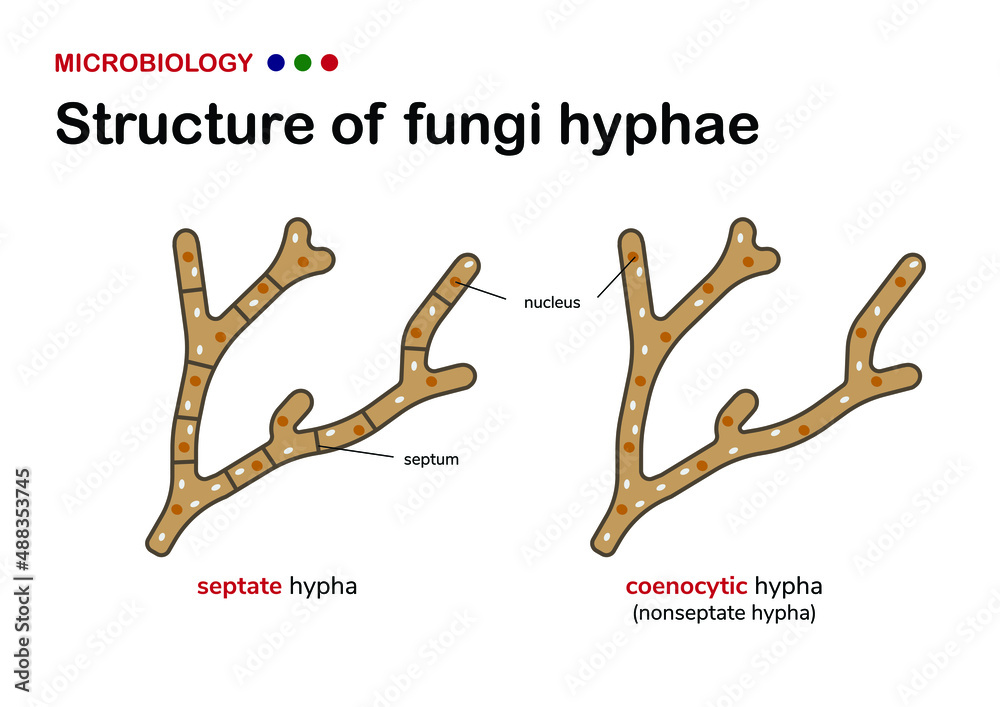 MICROBIOLOGY
Structure of fungi hyphae
nucleus
septum
septate hypha
coenocytic hypha
(nonseptate hypha)
Adobe Stock | #488353745